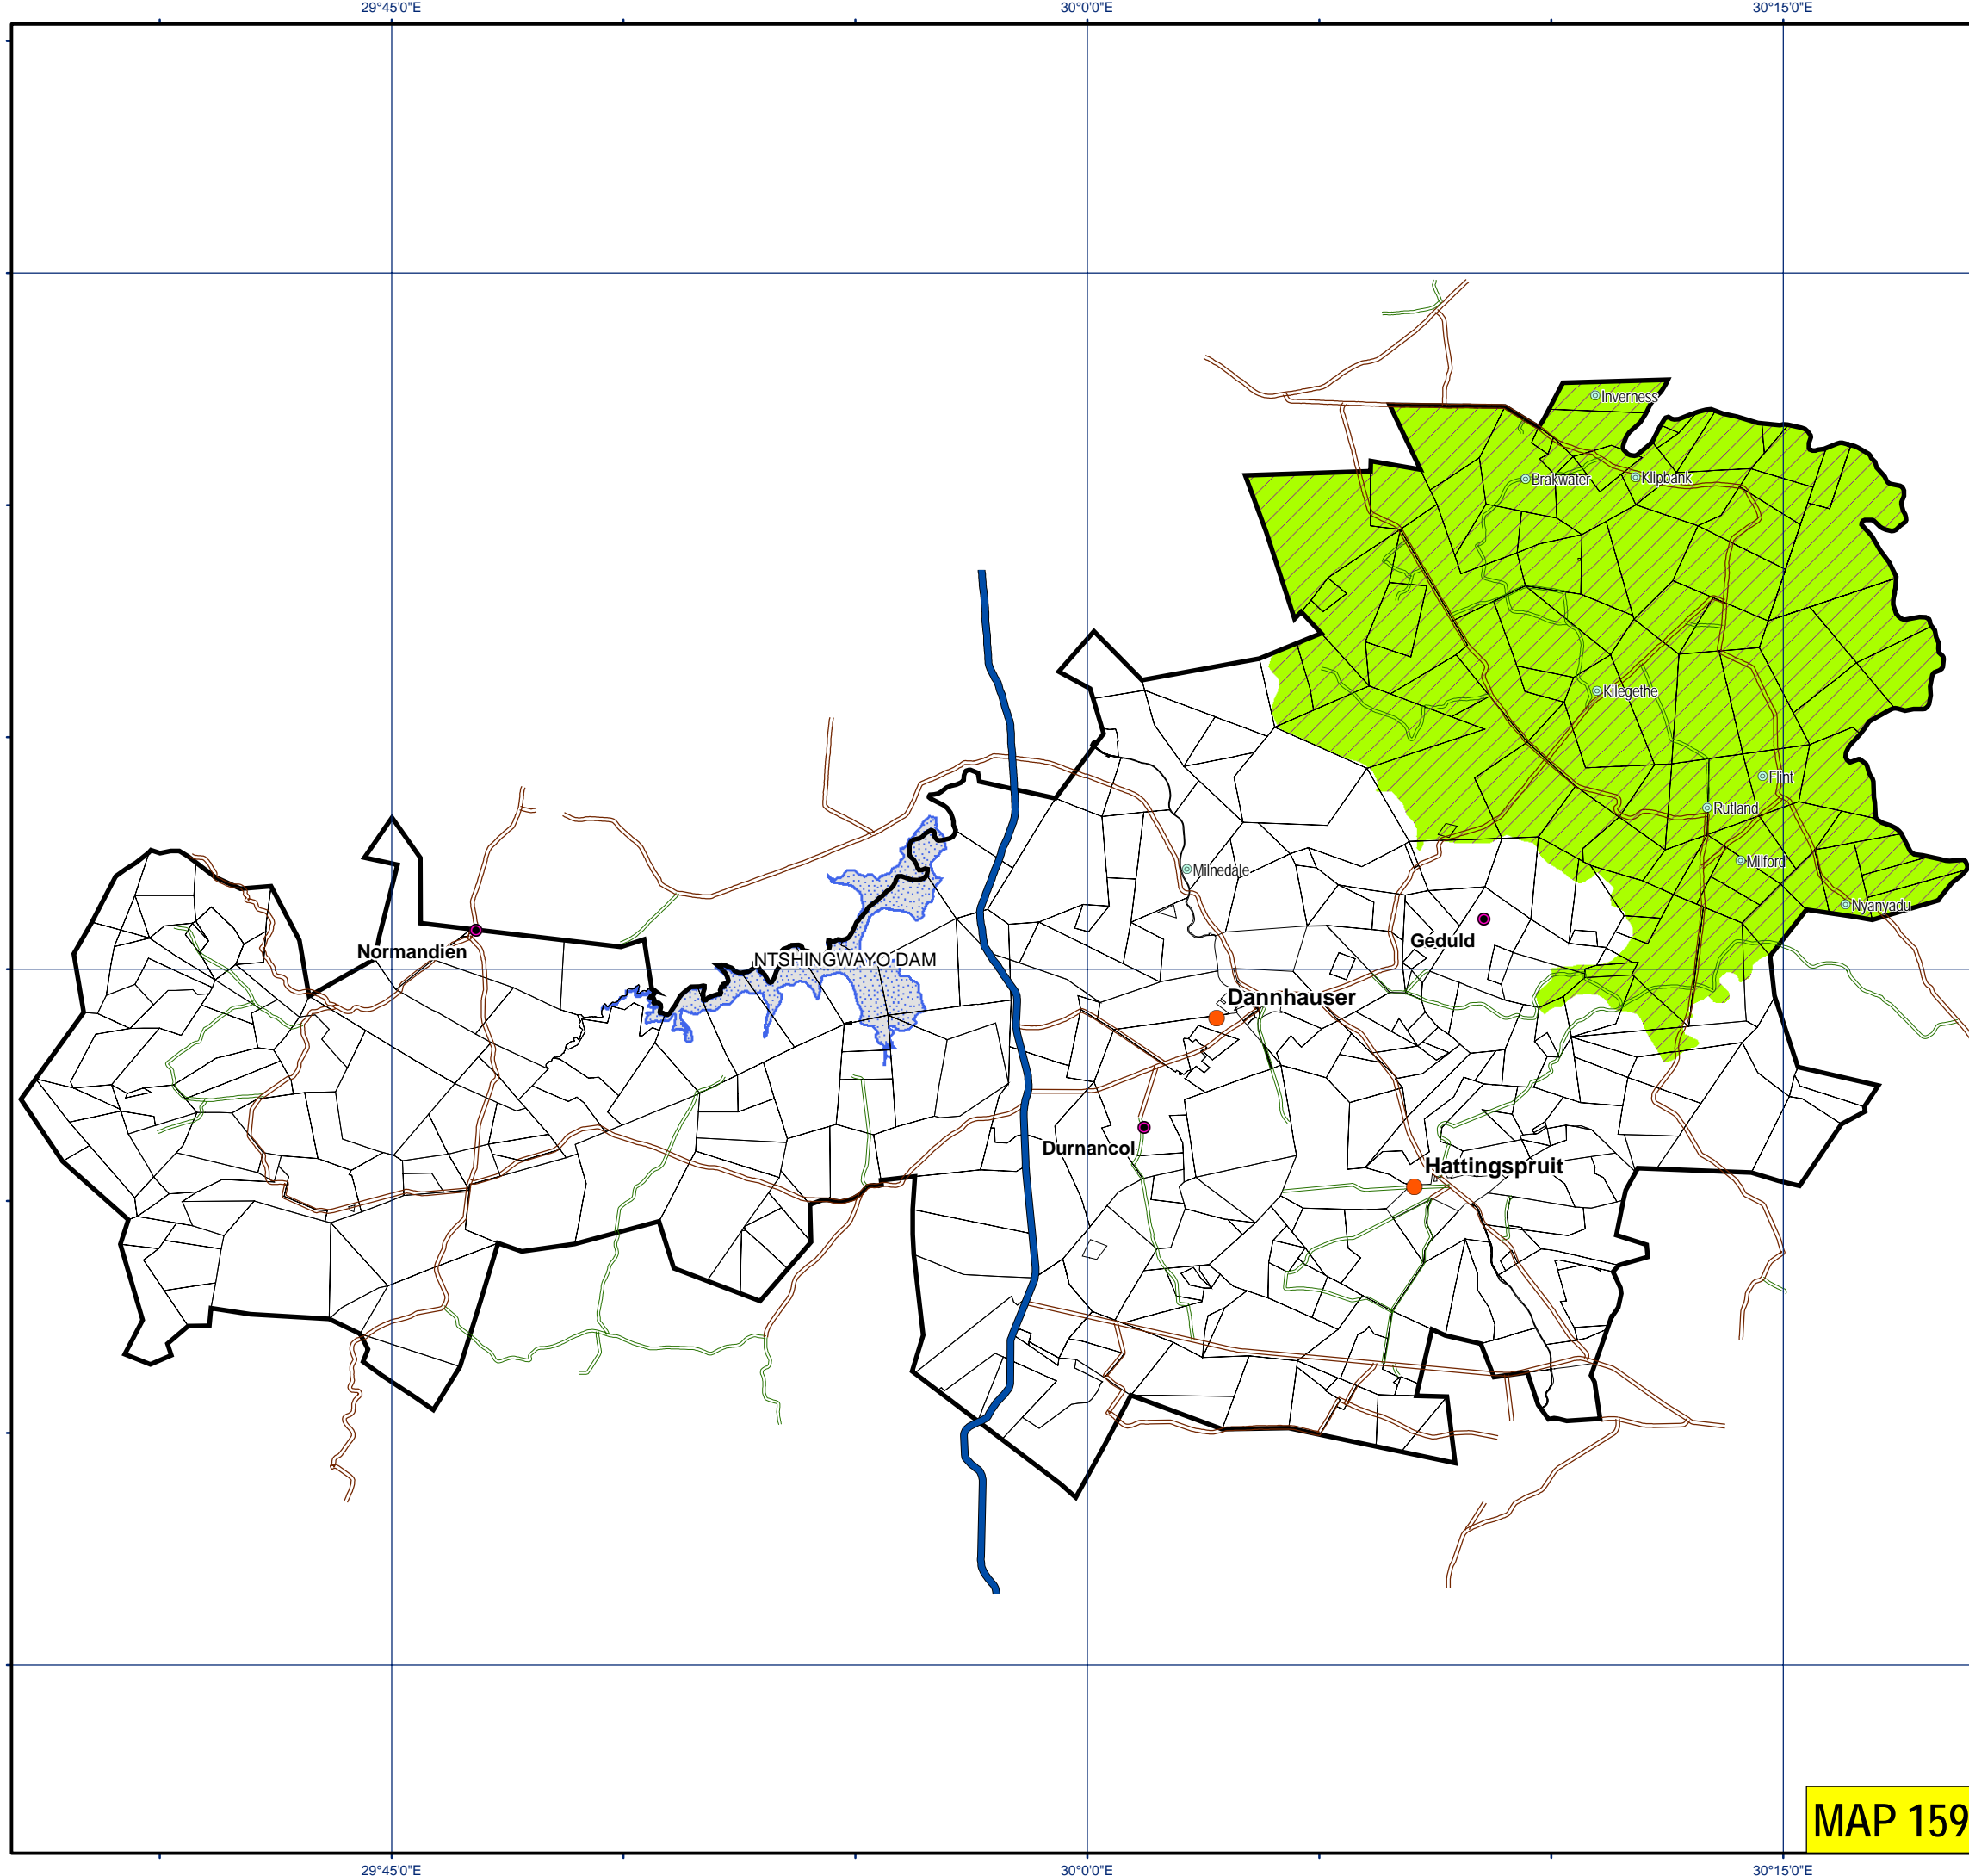 29°45'0"E
30°0'0"E
30°15'0"E
Inverness
Brakwater
Klipbank
Kilegethe
Flint
Rutland
Milford
Milnedale
Nyanyadu
Geduld
Normandien
NTSHINGWAYO DAM
Dannhauser
Durnancol
Hattingspruit
MAP 159
29°45'0"E
30°0'0"E
30°15'0"E